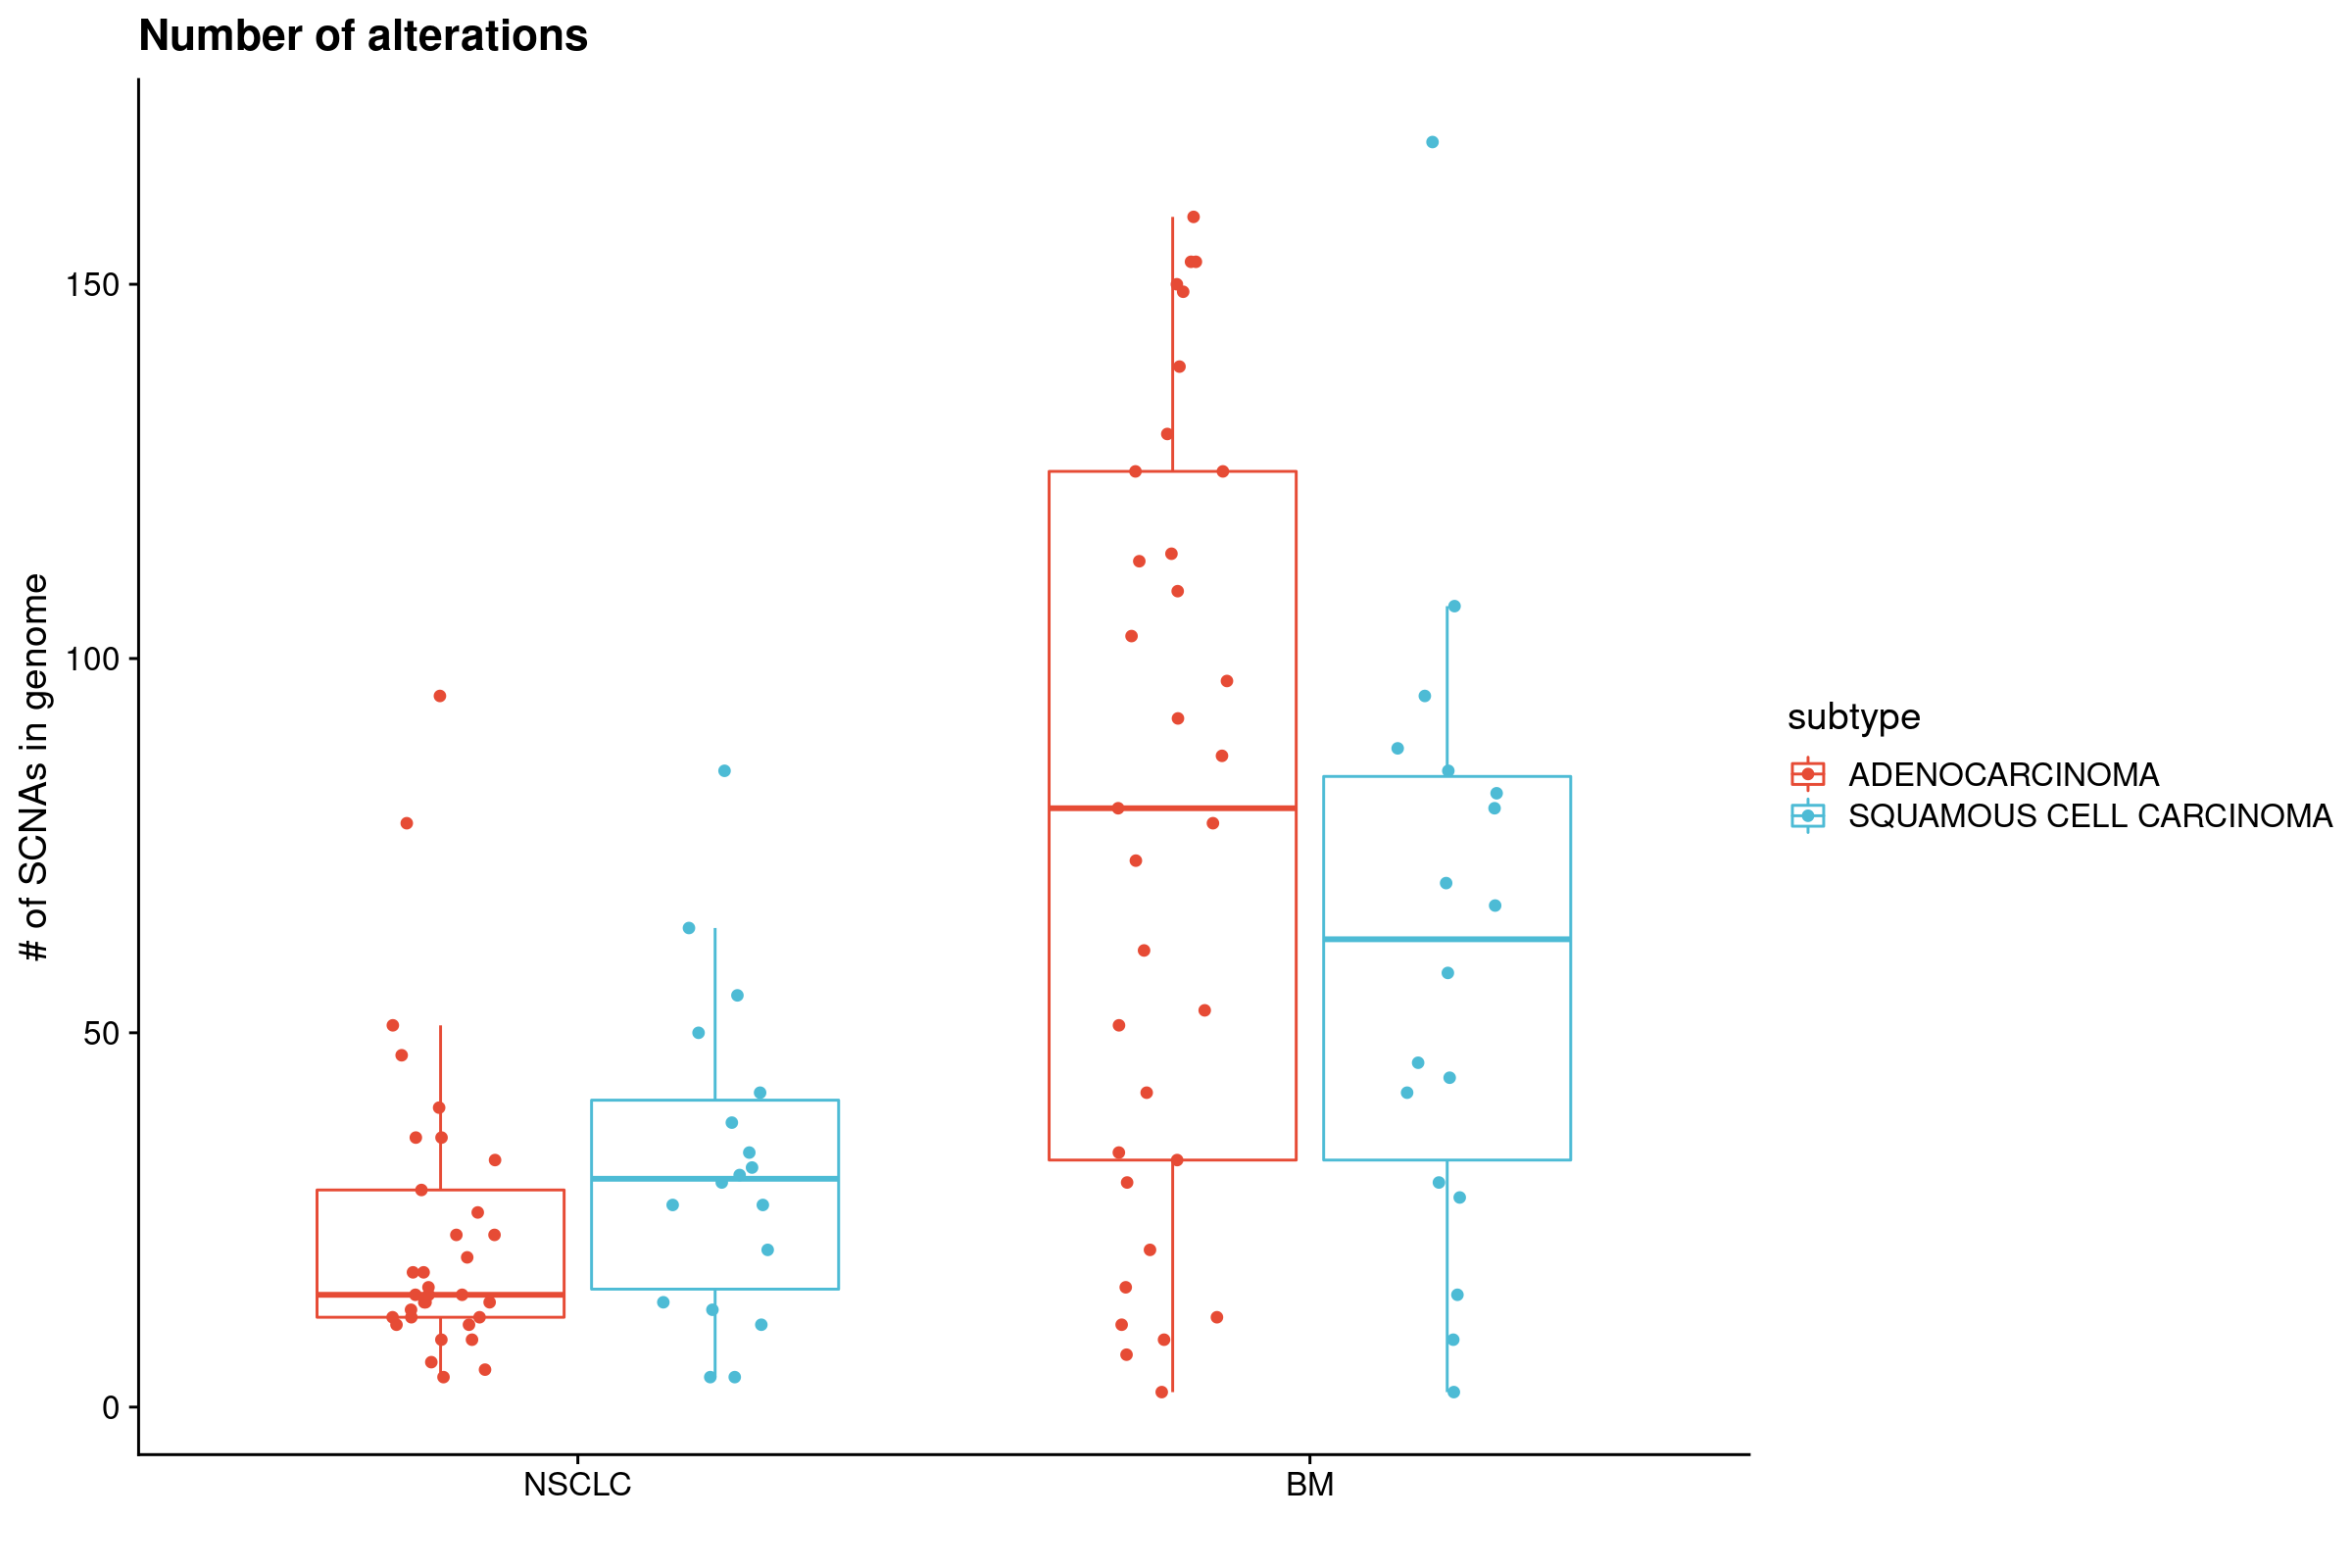 Number of alterations
# of SCNAs in genome
150
100
50
0
NSCLC
BM
subtype
ADENOCARCINOMA
SQUAMOUS CELL CARCINOMA